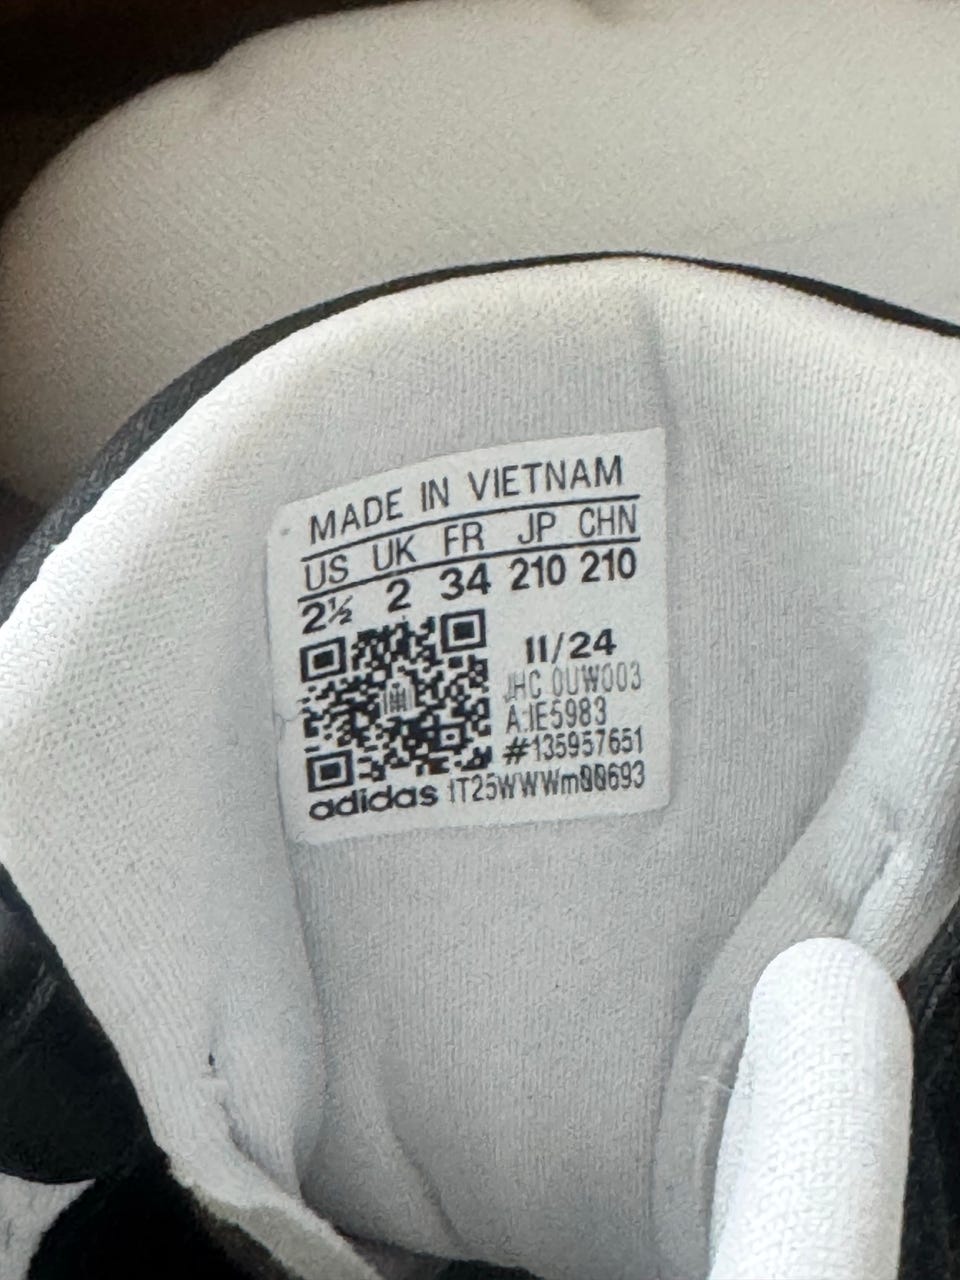 MADE IN VIETNAM
US UK FR JP CHN
2½ 2 34 210 210
11/24
JHC 0UW003
A:IE5983
#135957651
adidas 1T25WWWm00693